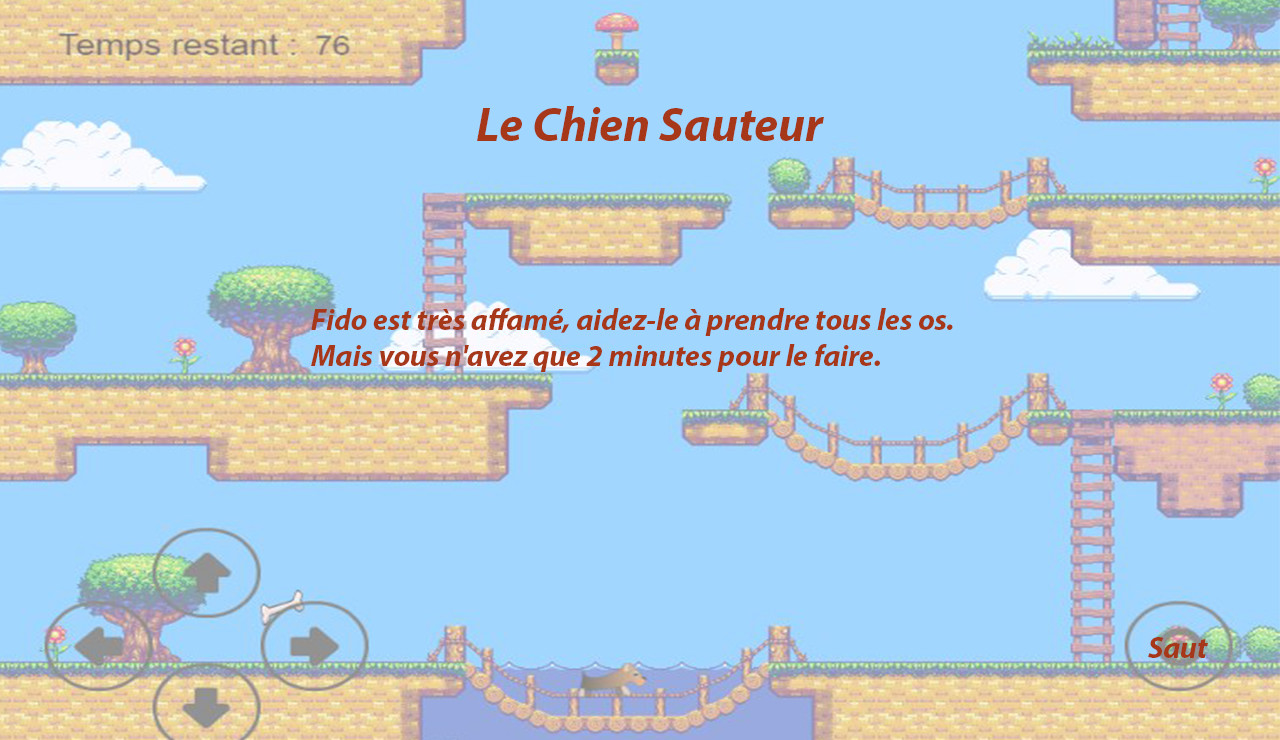 Temps restant : 76
Le Chien Sauteur
Fido est très affamé, aidez-le à prendre tous les os.
Mais vous n'avez que 2 minutes pour le faire.
Saut